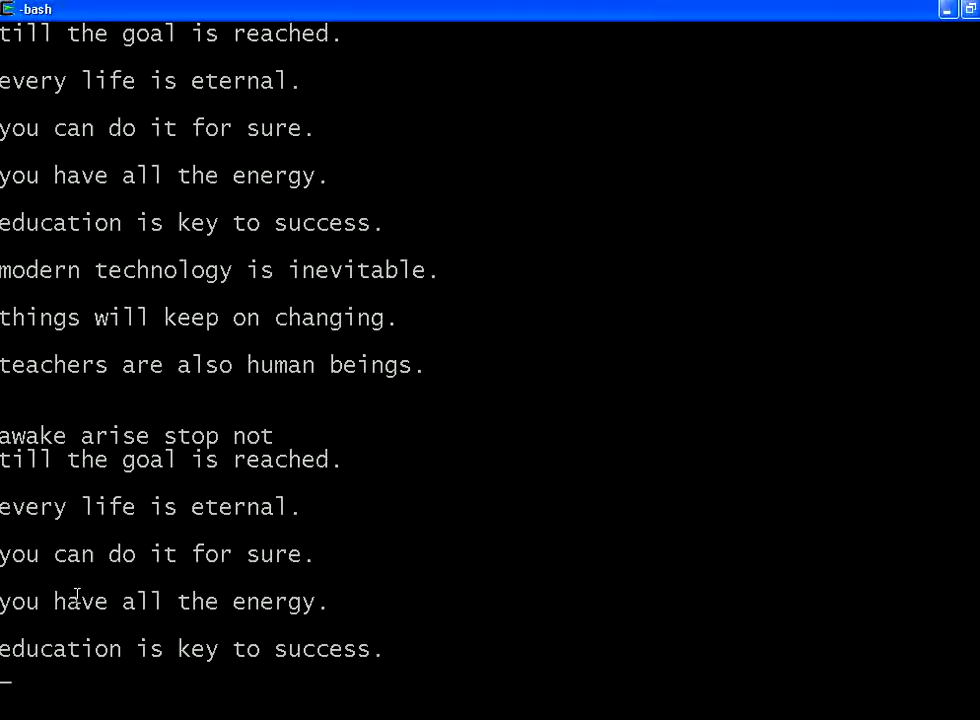 -bash
till the goal is reached.
every life is eternal.
you can do it for sure.
you have all the energy.
education is key to success.
modern technology is inevitable.
things will keep on changing.
teachers are also human beings.
awake arise stop not
till the goal is reached.
every life is eternal.
you can do it for sure.
you have all the energy.
education is key to success.